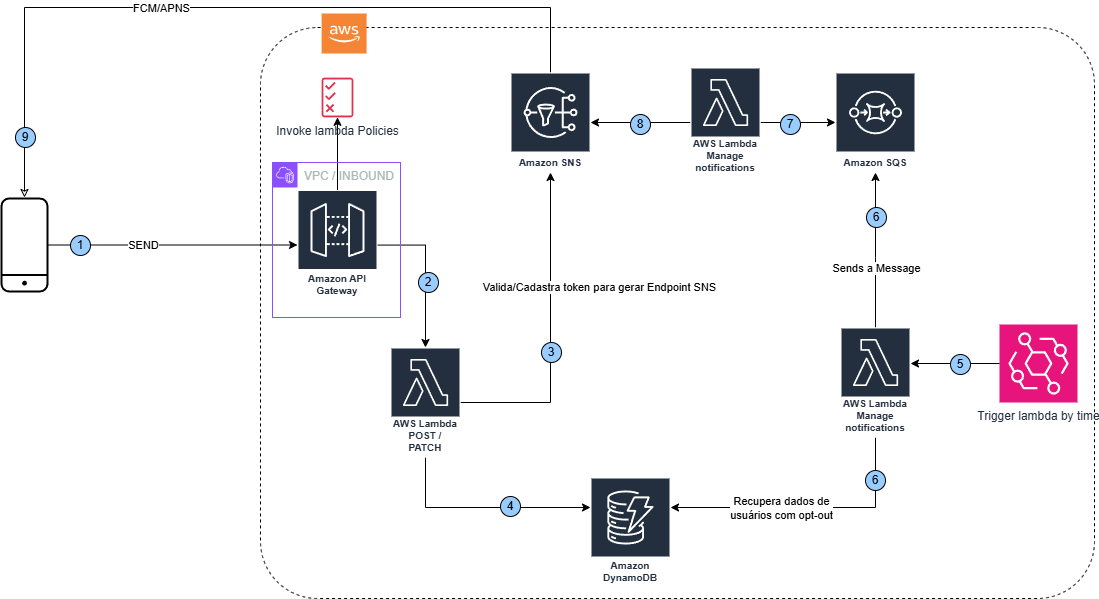 FCM/APNS
aws
Invoke lambda Policies
VPC / INBOUND
Amazon API
Gateway
1
SEND
2
AWS Lambda
POST /
PATCH
3
Valida/Cadastra token para gerar Endpoint SNS
Amazon SNS
8
AWS Lambda
Manage
notifications
7
Amazon SQS
6
Sends a Message
AWS Lambda
Manage
notifications
5
Trigger lambda by time
6
Recupera dados de
usuários com opt-out
4
Amazon
DynamoDB
9